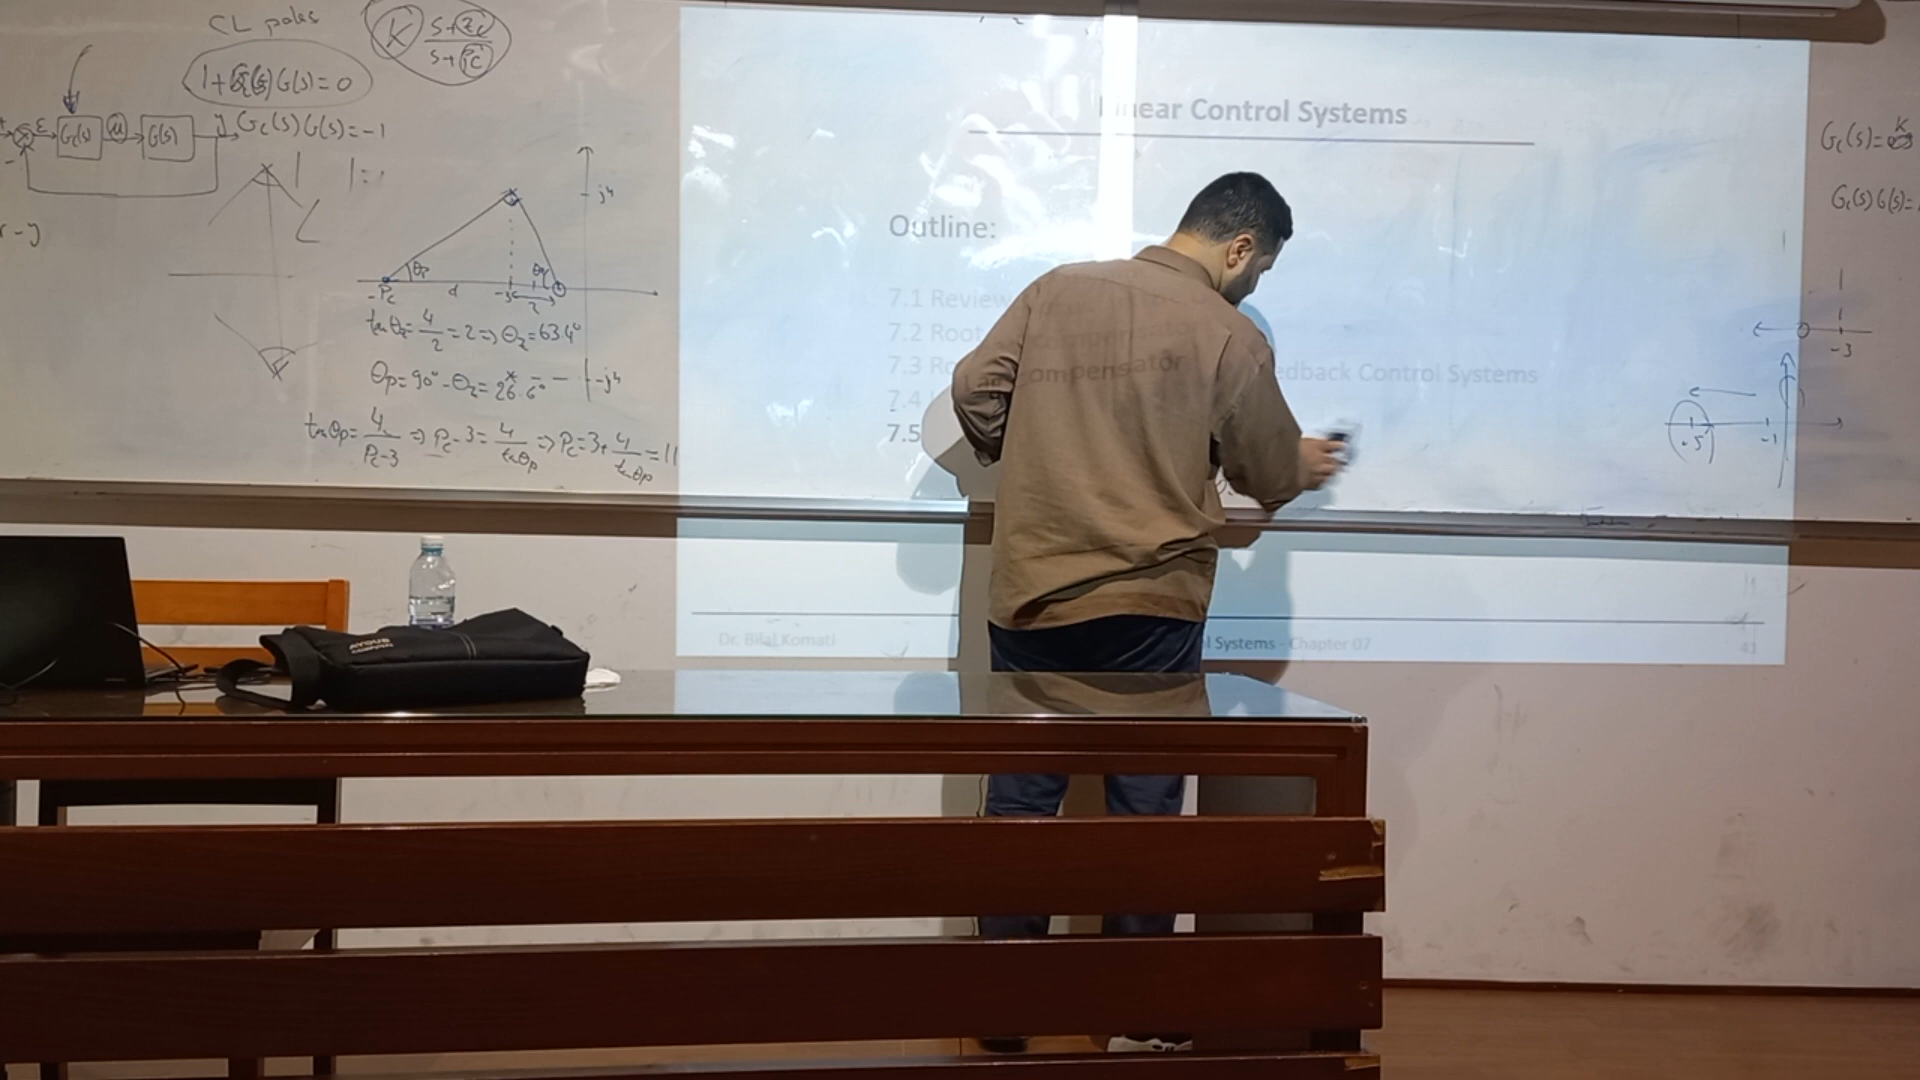 CL poles
K s+zc
s+pc
1+Gc(s)G(s)=0
ε Gc(s) u G(s) y
Gc(s)G(s)=-1
r-y
j4
θp
θz
-Pc
d
-3
2
tan θz = 4/2 = 2 => θz = 63.4°
θp = 90° - θz = 26.6°
-j4
tan θp = 4/(Pc-3) => Pc-3 = 4/tan θp => Pc = 3+4/tan θp = 11
Linear Control Systems
Outline:
7.1 Review
7.2 Root
7.3
edback Control Systems
7.4
7.5
Dr. Bilal Komati
l Systems - Chapter 07
41
Gc(s)= K
Gc(s)G(s)=
-3
-5
-1
AYOUB
COMPUTERS